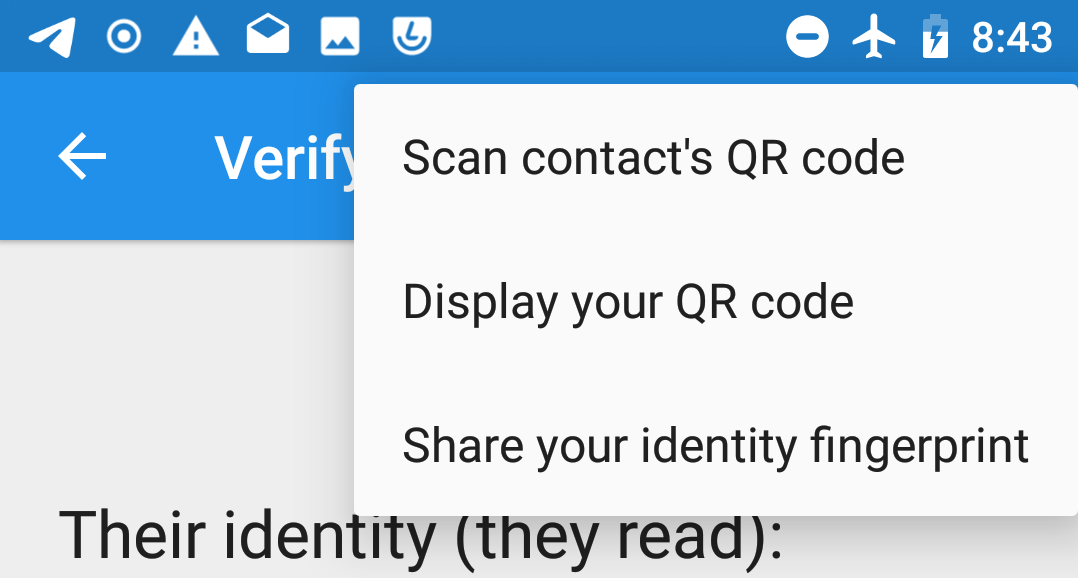 8:43
Verify
Scan contact's QR code
Display your QR code
Share your identity fingerprint
Their identity (they read):